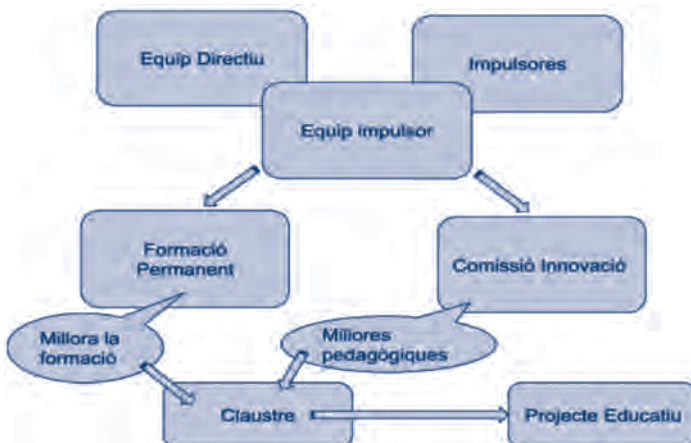 Equip Directiu
Impulsores
Equip impulsor
Formació
Permanent
Comissió Innovació
Millora la
formació
Millores
pedagògiques
Claustre
Projecte Educatiu